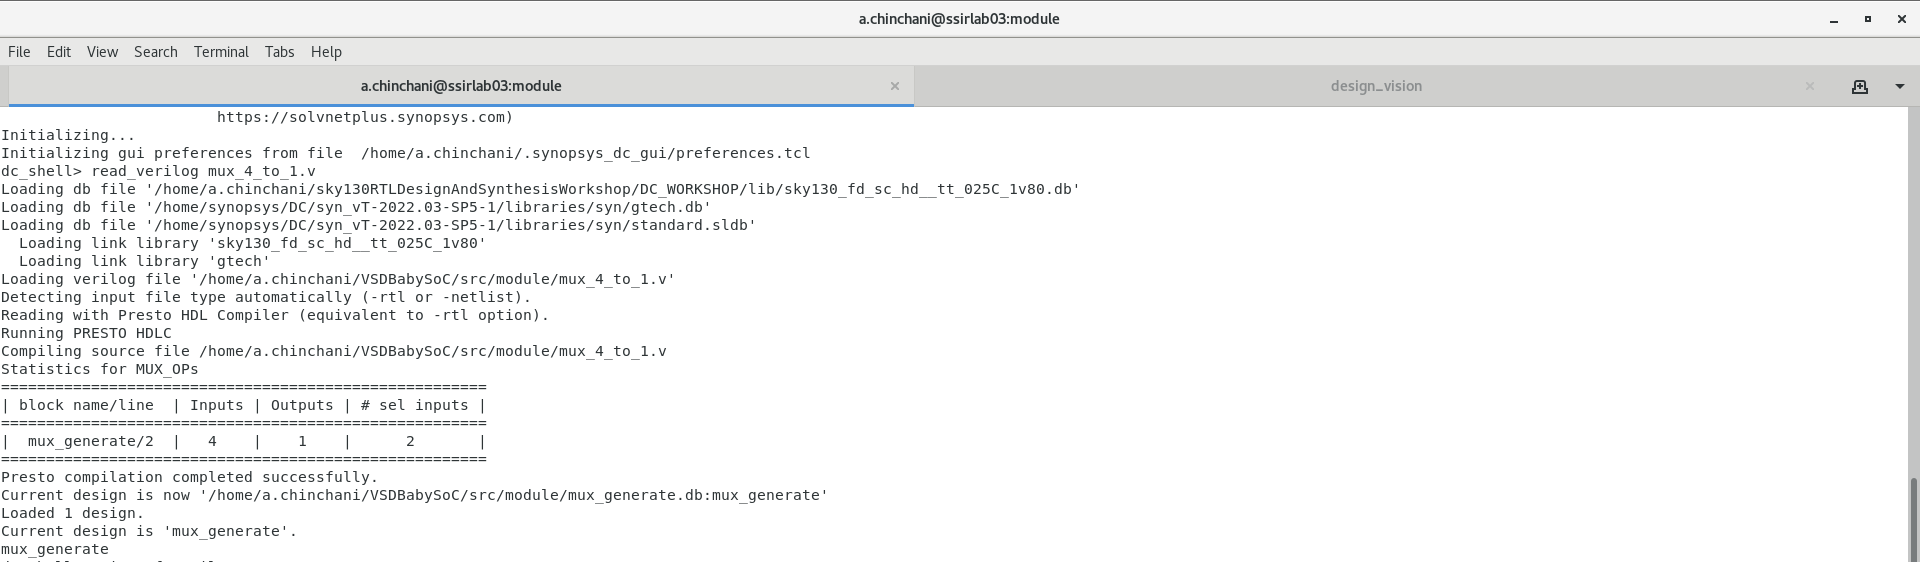 a.chinchani@ssirlab03:module
File Edit View Search Terminal Tabs Help
a.chinchani@ssirlab03:module × design_vision ×
https://solvnetplus.synopsys.com)
Initializing...
Initializing gui preferences from file  /home/a.chinchani/.synopsys_dc_gui/preferences.tcl
dc_shell> read_verilog mux_4_to_1.v
Loading db file '/home/a.chinchani/sky130RTLDesignAndSynthesisWorkshop/DC_WORKSHOP/lib/sky130_fd_sc_hd__tt_025C_1v80.db'
Loading db file '/home/synopsys/DC/syn_vT-2022.03-SP5-1/libraries/syn/gtech.db'
Loading db file '/home/synopsys/DC/syn_vT-2022.03-SP5-1/libraries/syn/standard.sldb'
  Loading link library 'sky130_fd_sc_hd__tt_025C_1v80'
  Loading link library 'gtech'
Loading verilog file '/home/a.chinchani/VSDBabySoC/src/module/mux_4_to_1.v'
Detecting input file type automatically (-rtl or -netlist).
Reading with Presto HDL Compiler (equivalent to -rtl option).
Running PRESTO HDLC
Compiling source file /home/a.chinchani/VSDBabySoC/src/module/mux_4_to_1.v
Statistics for MUX_OPs
======================================================
| block name/line  | Inputs | Outputs | # sel inputs |
======================================================
|  mux_generate/2  |   4    |    1    |      2       |
======================================================
Presto compilation completed successfully.
Current design is now '/home/a.chinchani/VSDBabySoC/src/module/mux_generate.db:mux_generate'
Loaded 1 design.
Current design is 'mux_generate'.
mux_generate